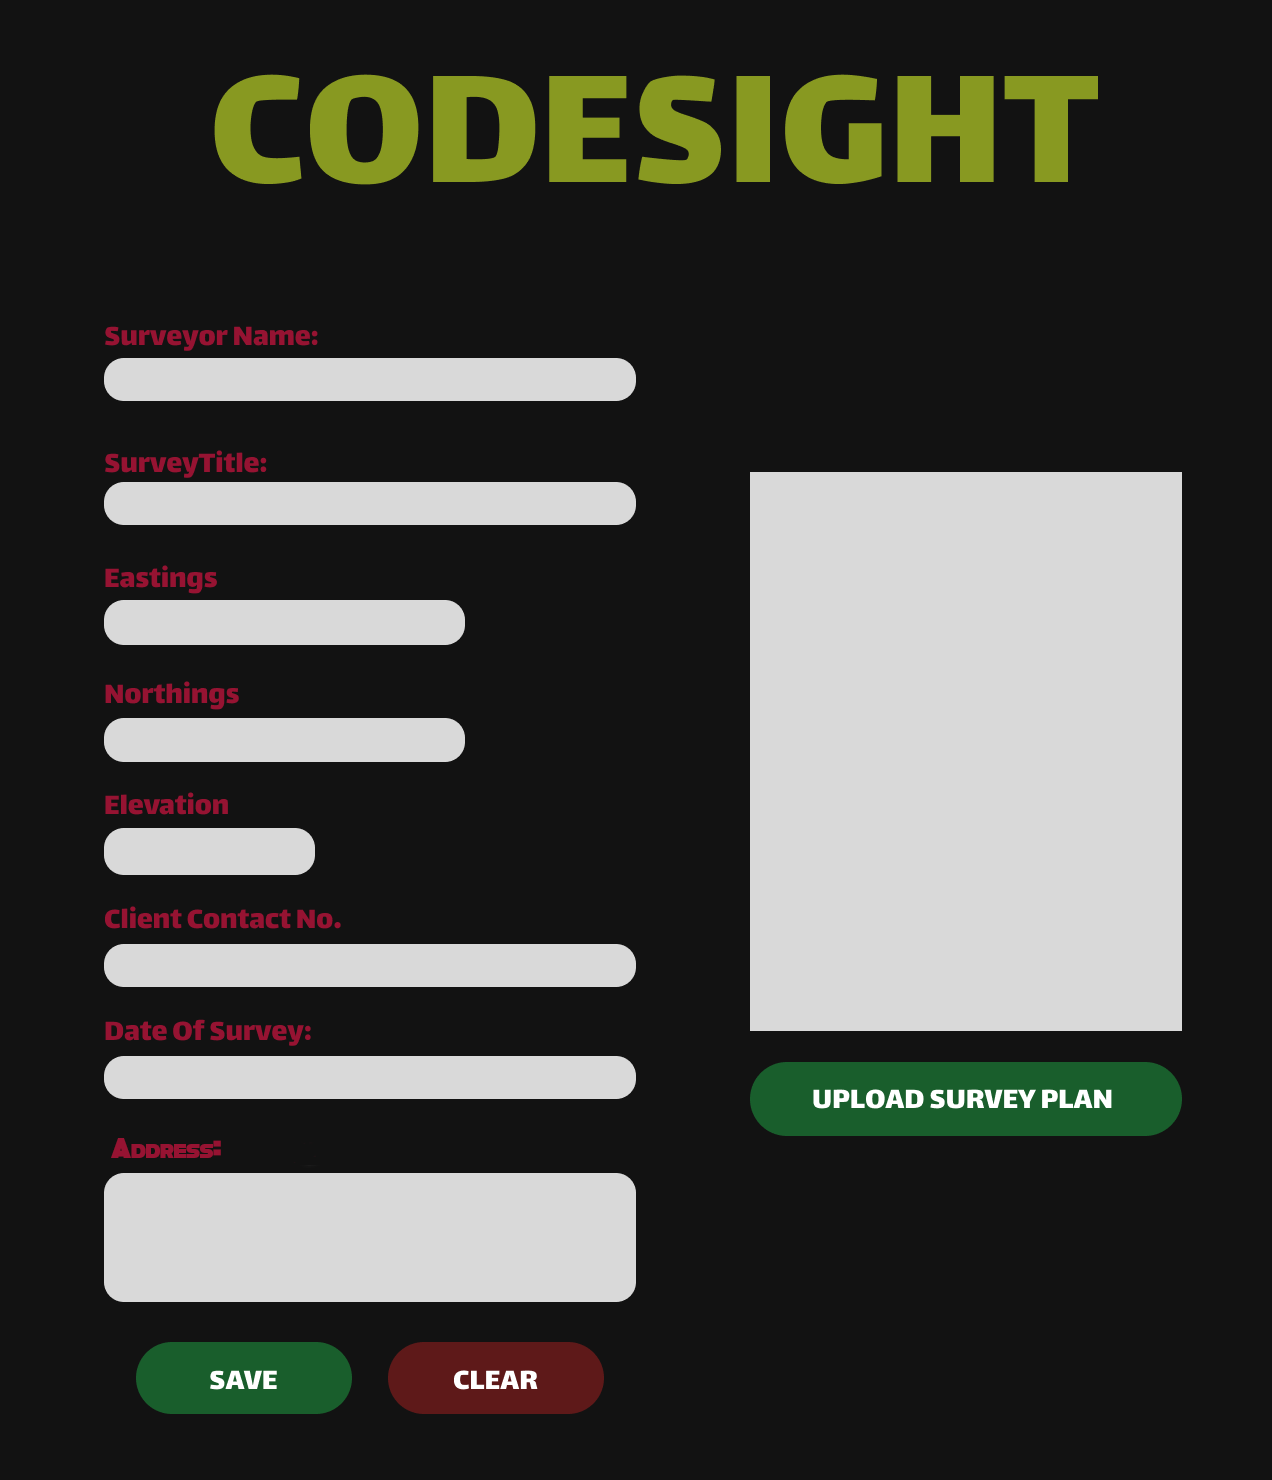 CODESIGHT
Surveyor Name:
SurveyTitle:
Eastings
Northings
Elevation
Client Contact No.
Date Of Survey:
UPLOAD SURVEY PLAN
Address:
SAVE
CLEAR